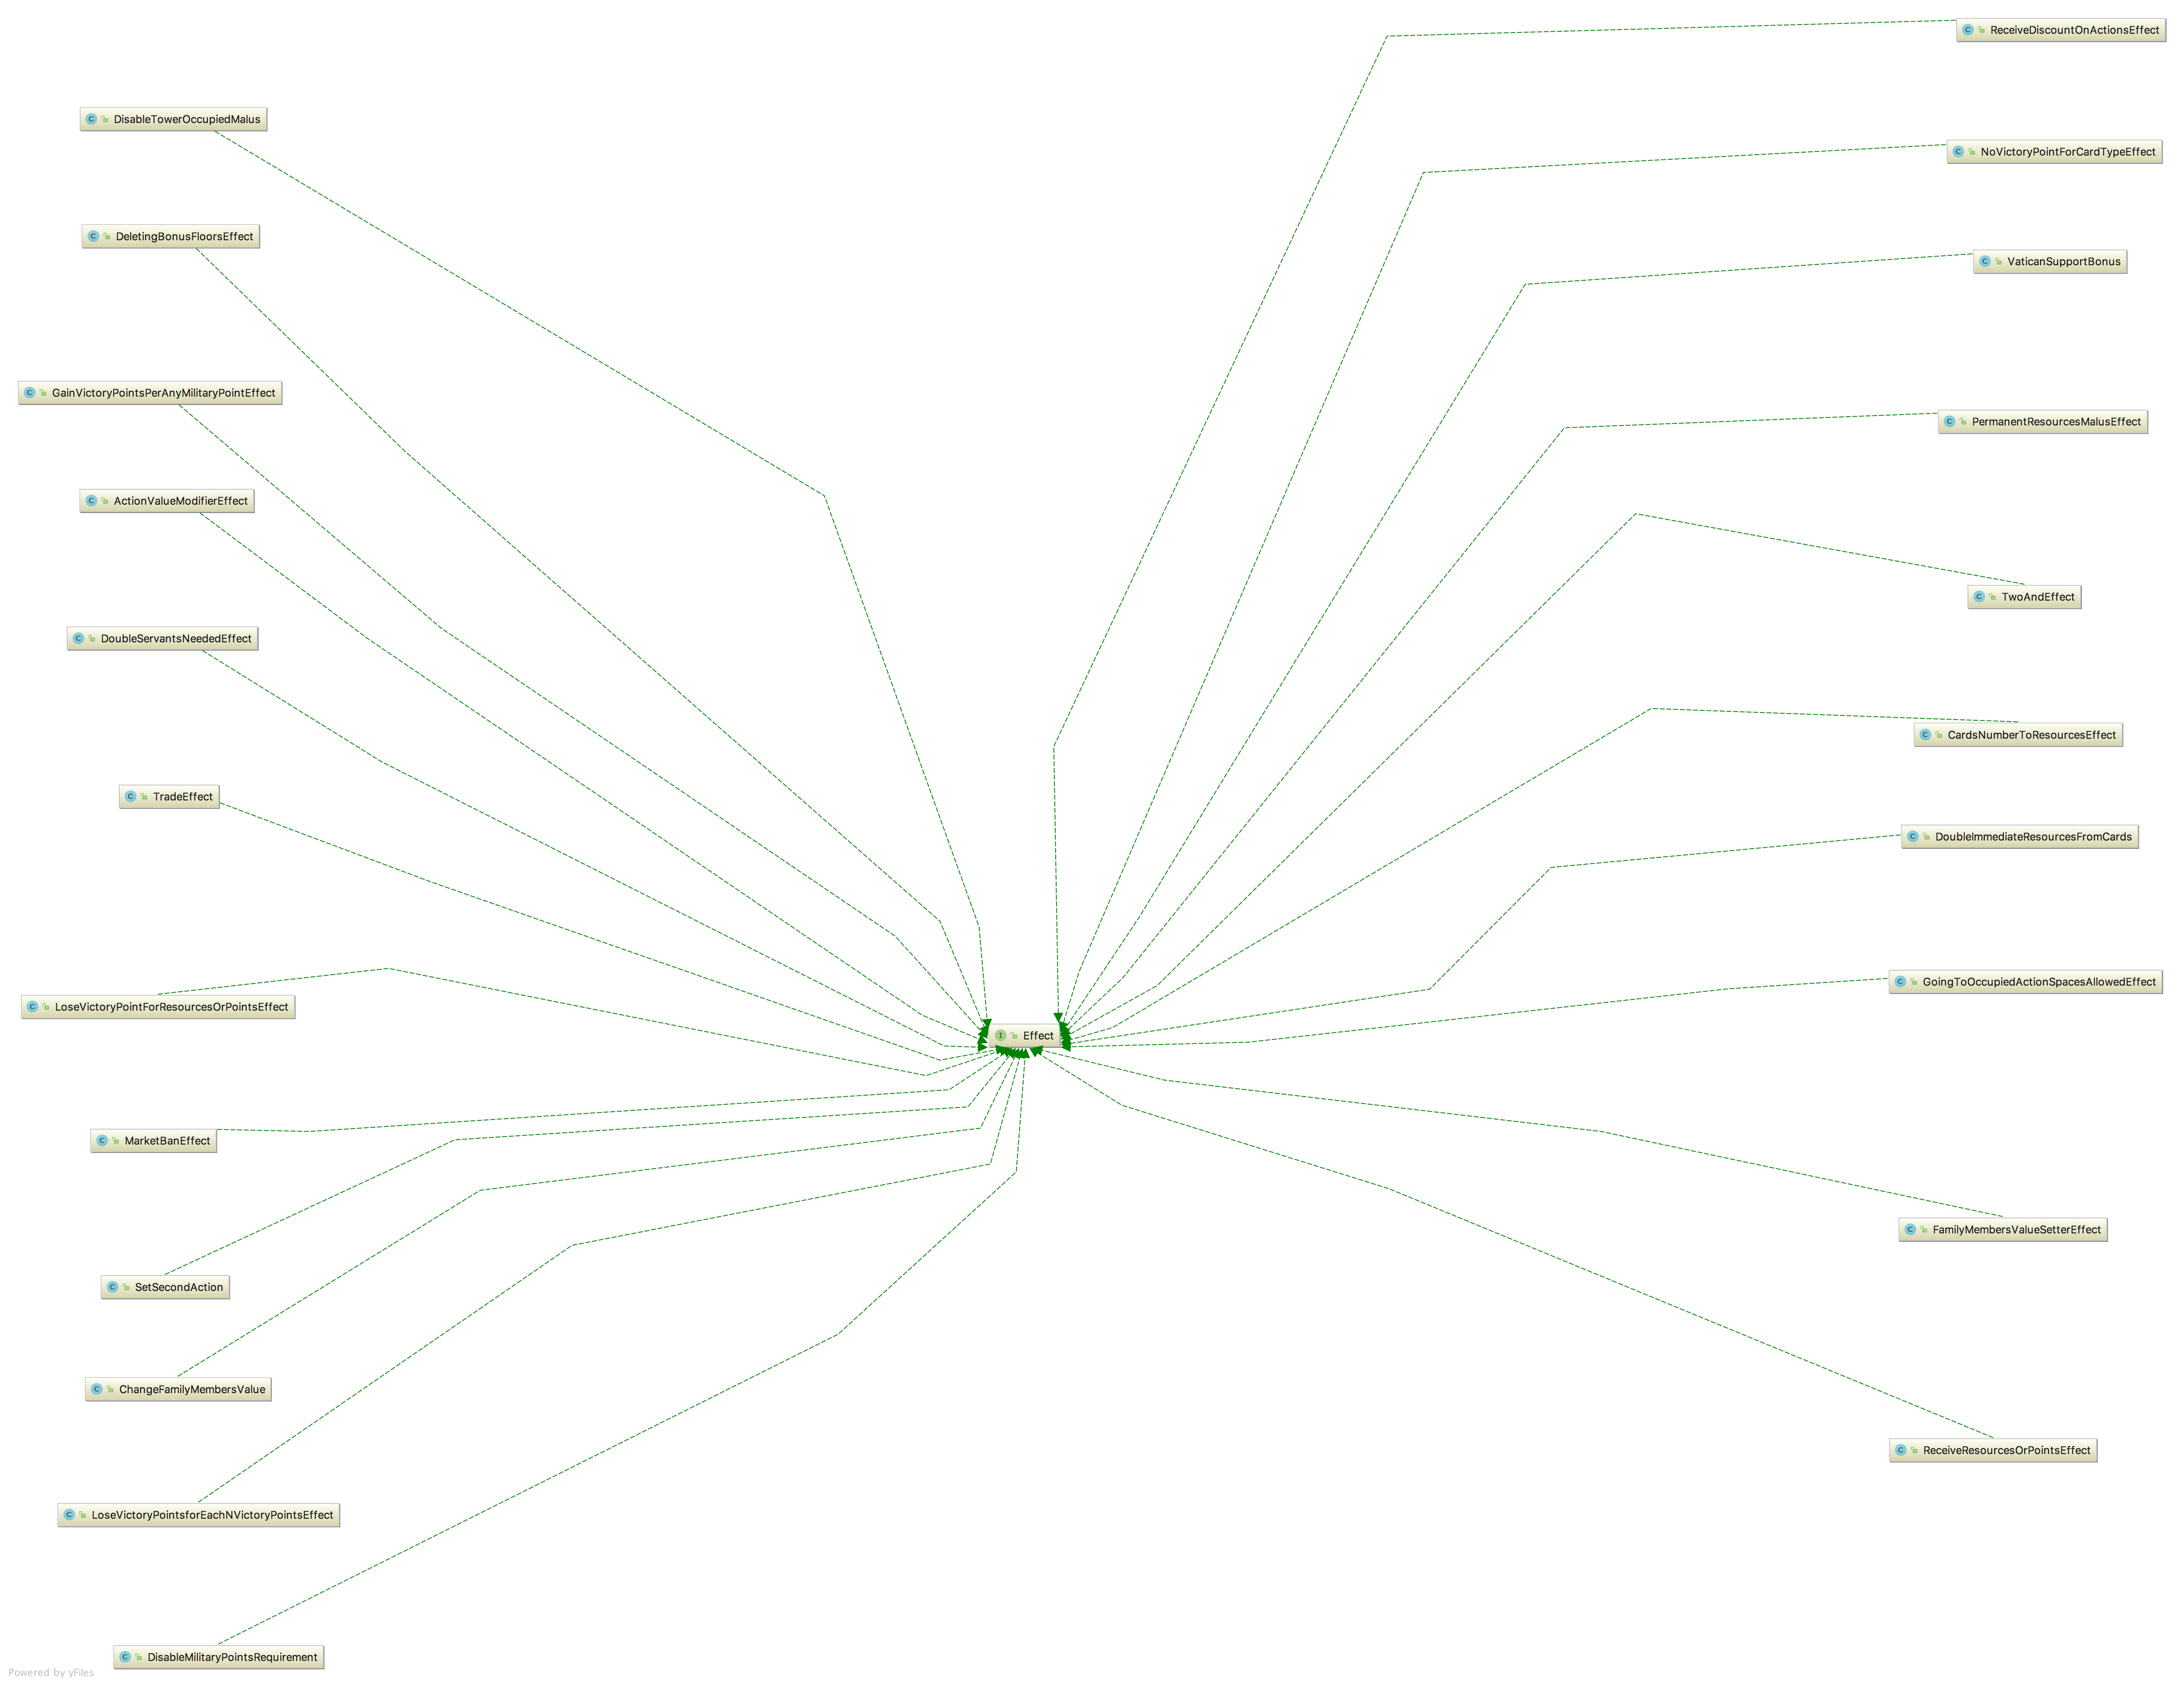 ReceiveDiscountOnActionsEffect
DisableTowerOccupiedMalus
NoVictoryPointForCardTypeEffect
DeletingBonusFloorsEffect
VaticanSupportBonus
GainVictoryPointsPerAnyMilitaryPointEffect
PermanentResourcesMalusEffect
ActionValueModifierEffect
TwoAndEffect
DoubleServantsNeededEffect
CardsNumberToResourcesEffect
TradeEffect
DoubleImmediateResourcesFromCards
GoingToOccupiedActionSpacesAllowedEffect
LoseVictoryPointForResourcesOrPointsEffect
Effect
MarketBanEffect
FamilyMembersValueSetterEffect
SetSecondAction
ChangeFamilyMembersValue
ReceiveResourcesOrPointsEffect
LoseVictoryPointsforEachNVictoryPointsEffect
DisableMilitaryPointsRequirement
Powered by yFiles